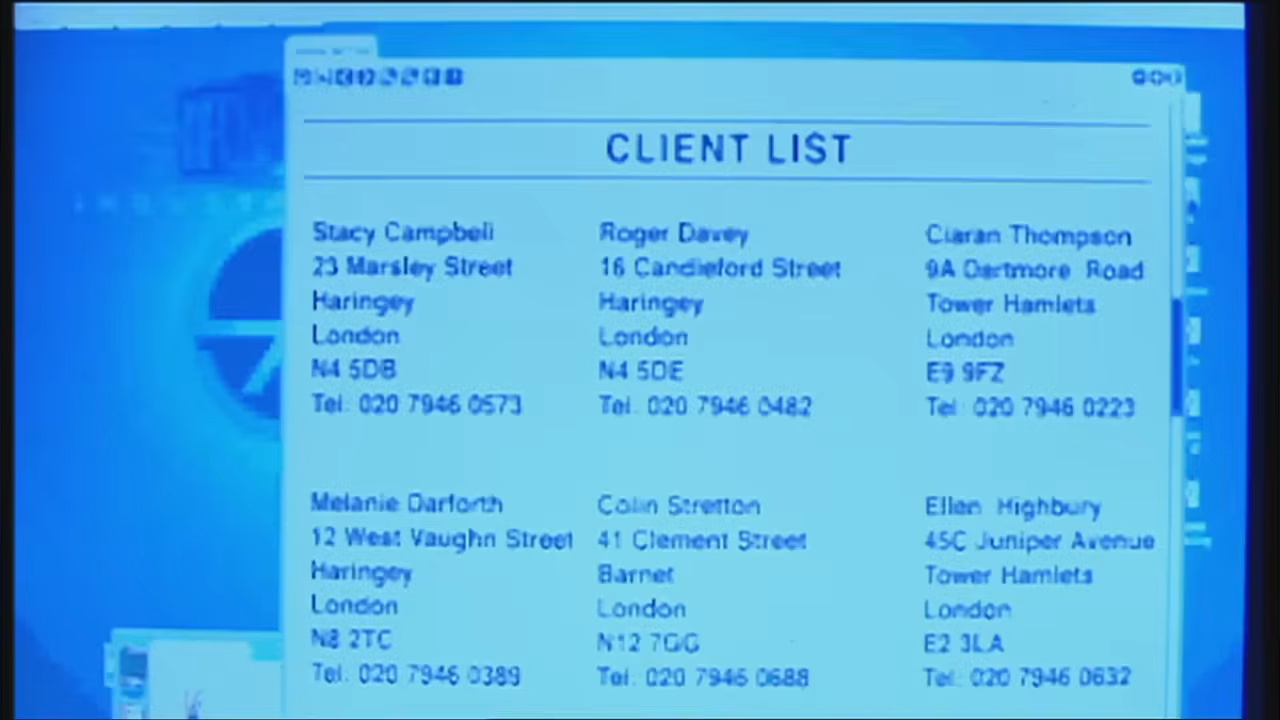 CLIENT LIST
Stacy Campbell
23 Marsley Street
Haringey
London
N4 5DB
Tel: 020 7946 0573
Roger Davey
16 Candleford Street
Haringey
London
N4 5DE
Tel: 020 7946 0482
Ciaran Thompson
9A Dartmore Road
Tower Hamlets
London
E9 9FZ
Tel: 020 7946 0223
Melanie Darforth
12 West Vaughn Street
Haringey
London
N8 2TC
Tel: 020 7946 0389
Colin Stretton
41 Clement Street
Barnet
London
N12 7GG
Tel: 020 7946 0688
Ellen Highbury
45C Juniper Avenue
Tower Hamlets
London
E2 3LA
Tel: 020 7946 0632